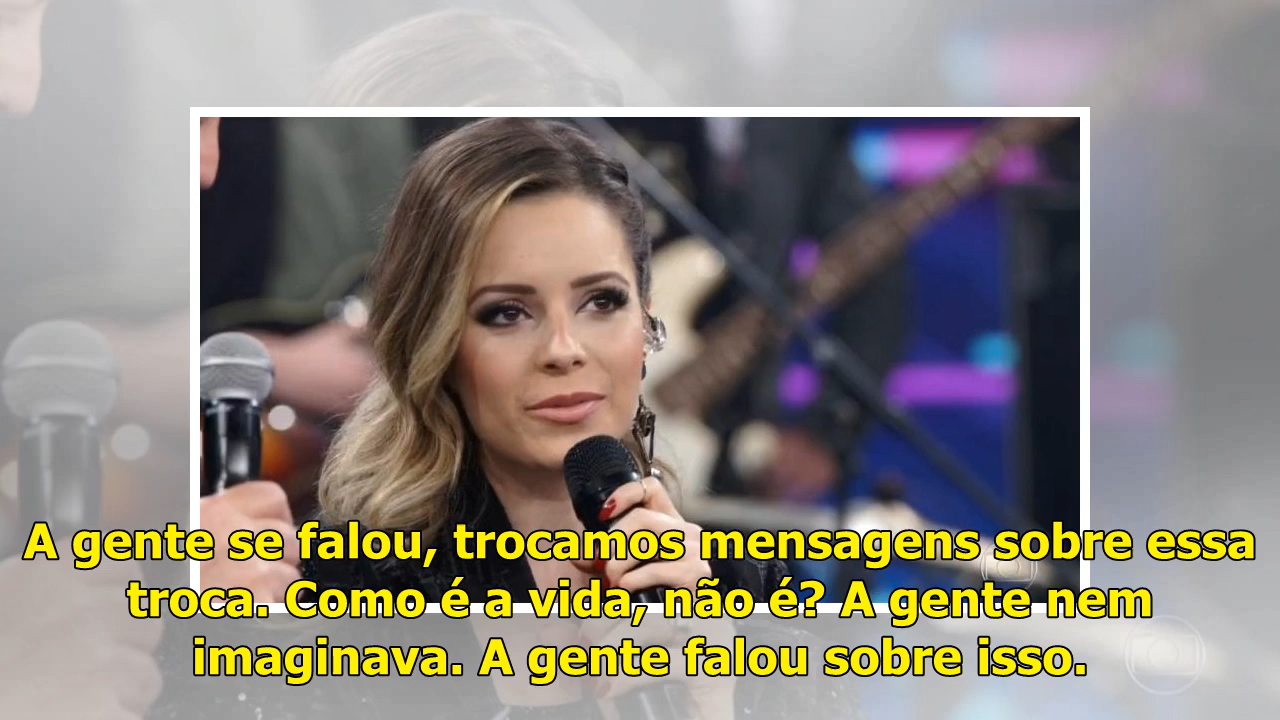 A gente se falou, trocamos mensagens sobre essa
troca. Como é a vida, não é? A gente nem
imaginava. A gente falou sobre isso.